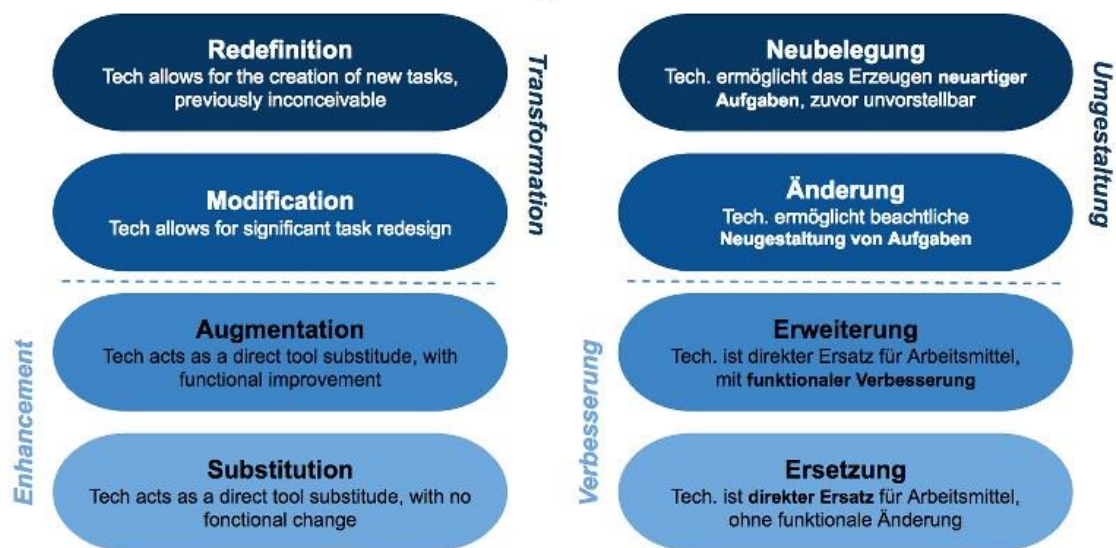 Redefinition
Tech allows for the creation of new tasks,
previously inconceivable
Modification
Tech allows for significant task redesign
Transformation
Augmentation
Tech acts as a direct tool substitude, with
functional improvement
Substitution
Tech acts as a direct tool substitude, with no
fonctional change
Enhancement
Neubelegung
Tech. ermöglicht das Erzeugen neuartiger
Aufgaben, zuvor unvorstellbar
Änderung
Tech. ermöglicht beachtliche
Neugestaltung von Aufgaben
Umgestaltung
Erweiterung
Tech. ist direkter Ersatz für Arbeitsmittel,
mit funktionaler Verbesserung
Ersetzung
Tech. ist direkter Ersatz für Arbeitsmittel,
ohne funktionale Änderung
Verbesserung